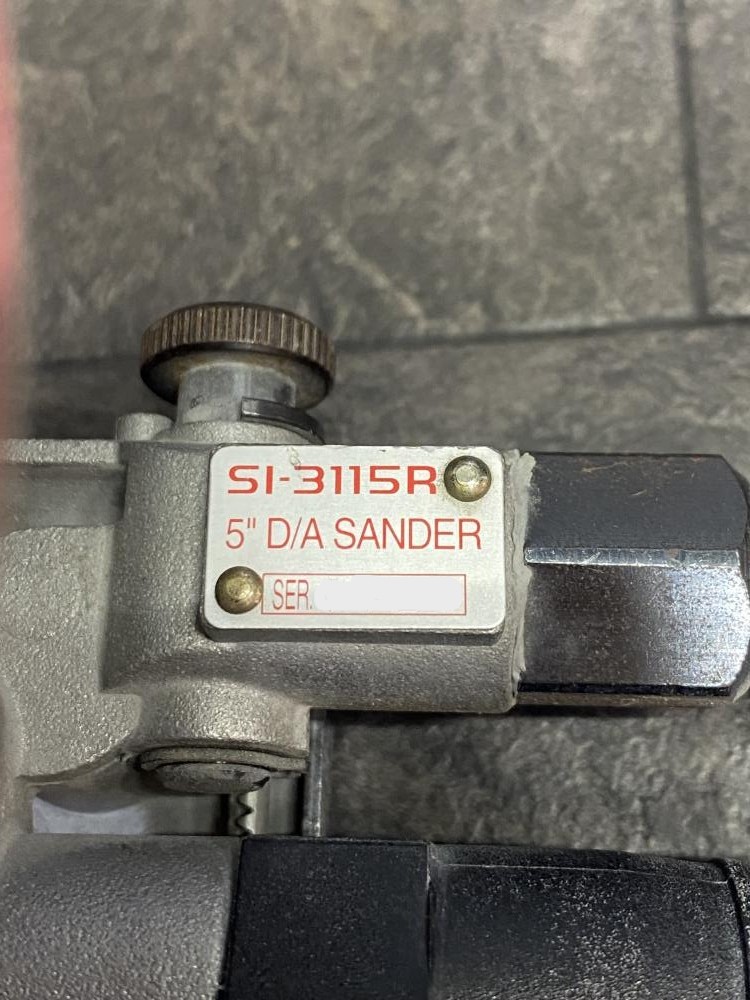 SI-3115R
5" D/A SANDER
SER.